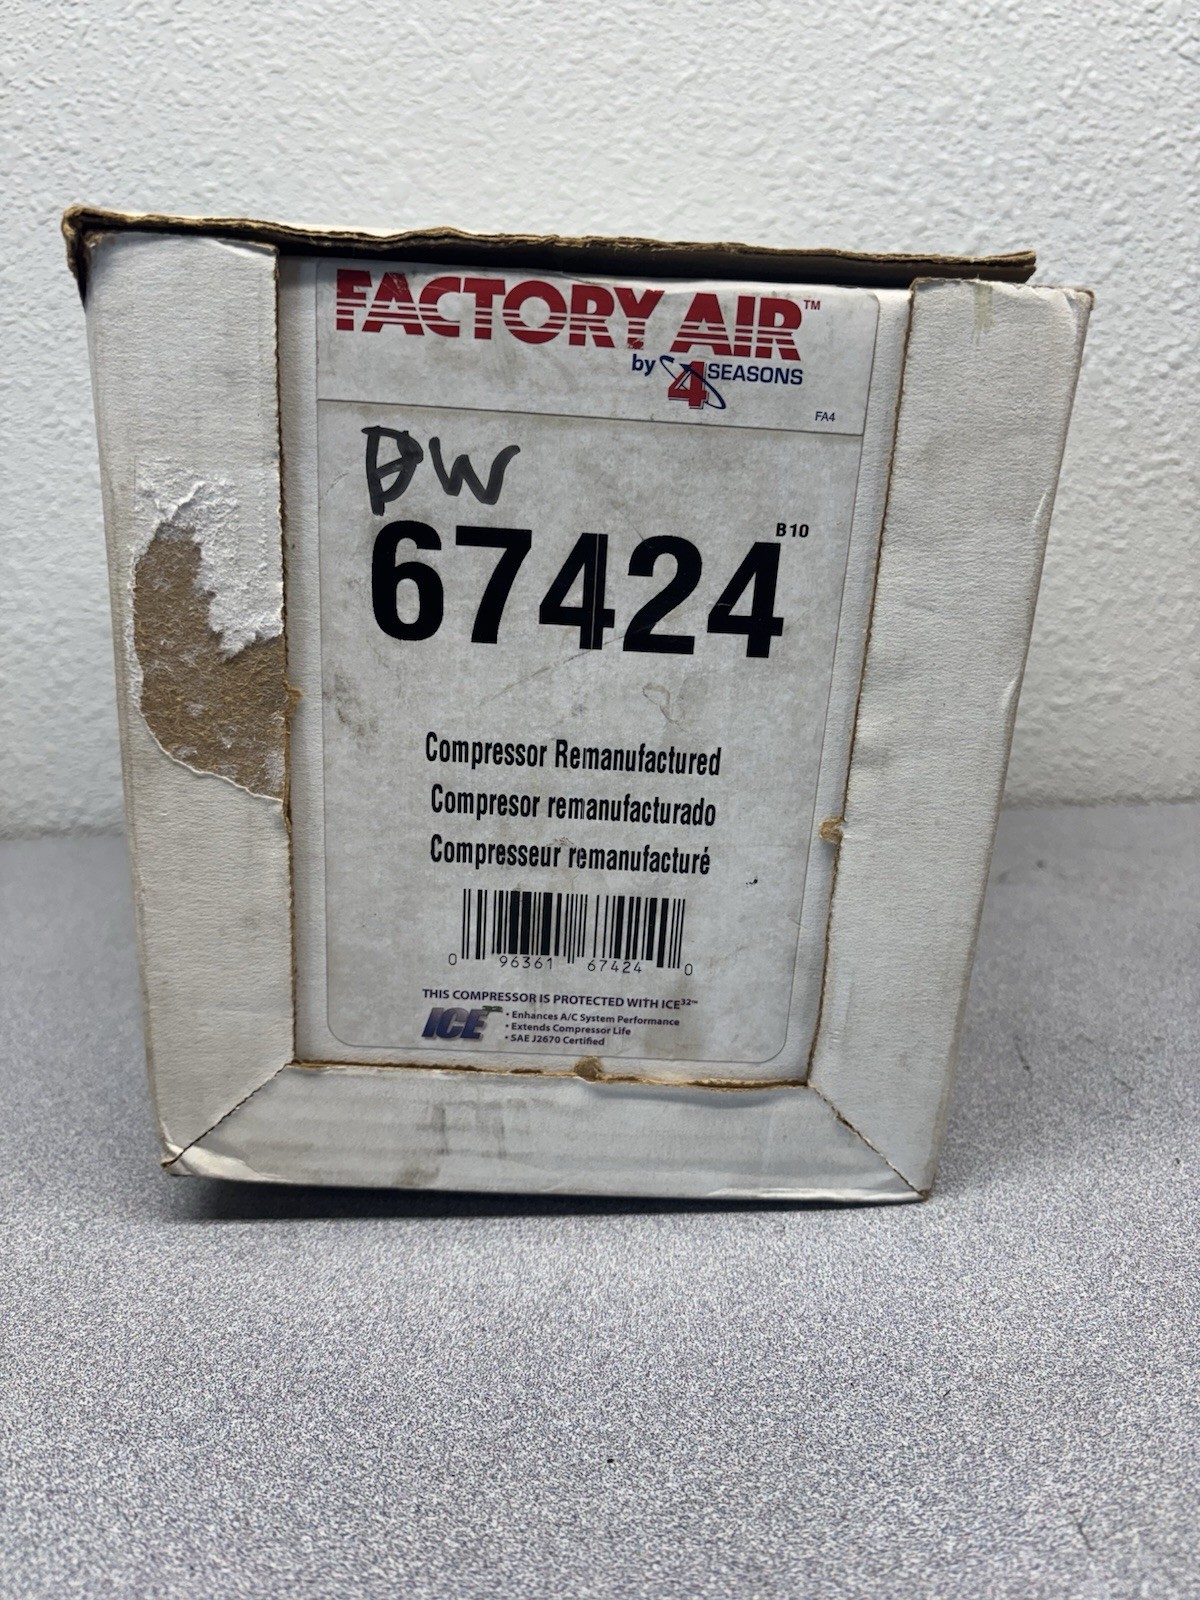 FACTORY AIR™
by 4 SEASONS
FA4
DW
B10
67424
Compressor Remanufactured
Compresor remanufacturado
Compresseur remanufacturé
0 96361 67424 0
THIS COMPRESSOR IS PROTECTED WITH ICE³²™
ICE
• Enhances A/C System Performance
• Extends Compressor Life
• SAE J2670 Certified